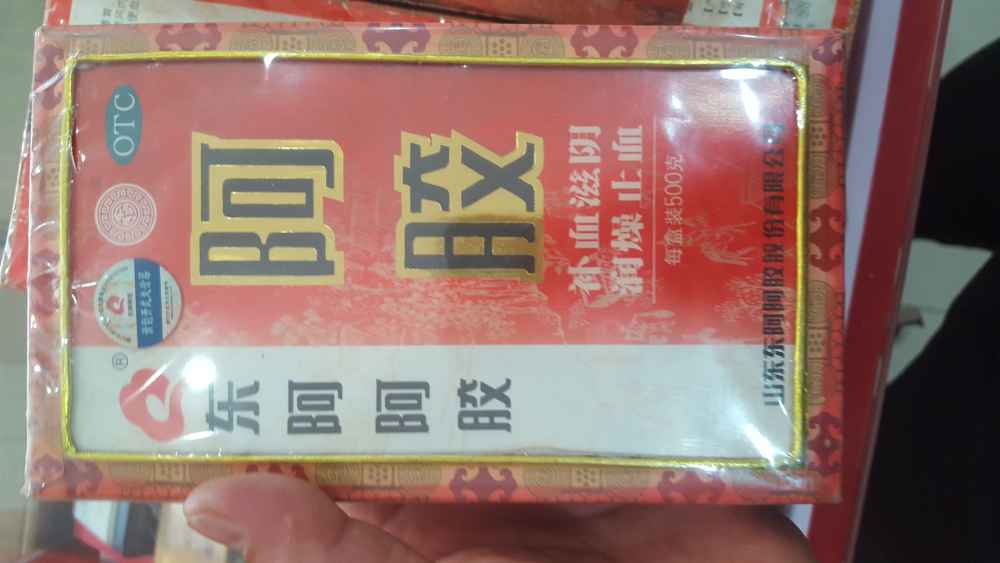 OTC
阿胶
补血滋阴
润燥止血
每盒装500克
®
东阿阿胶
山东东阿阿胶股份有限公司